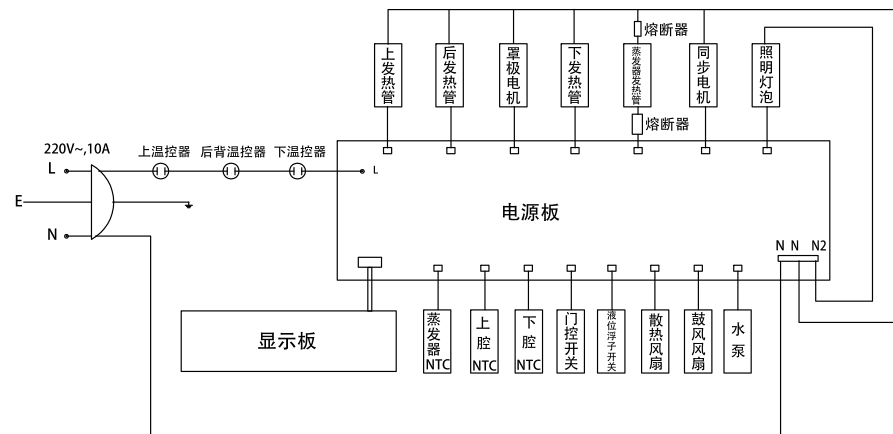 熔断器
上发热管
后发热管
罩极电机
下发热管
蒸发器发热管
同步电机
照明灯泡
熔断器
220V~,10A
上温控器
后背温控器
下温控器
L
L
E
电源板
N
N N N2
显示板
蒸发器NTC
上腔NTC
下腔NTC
门控开关
液位浮子开关
散热风扇
鼓风风扇
水泵